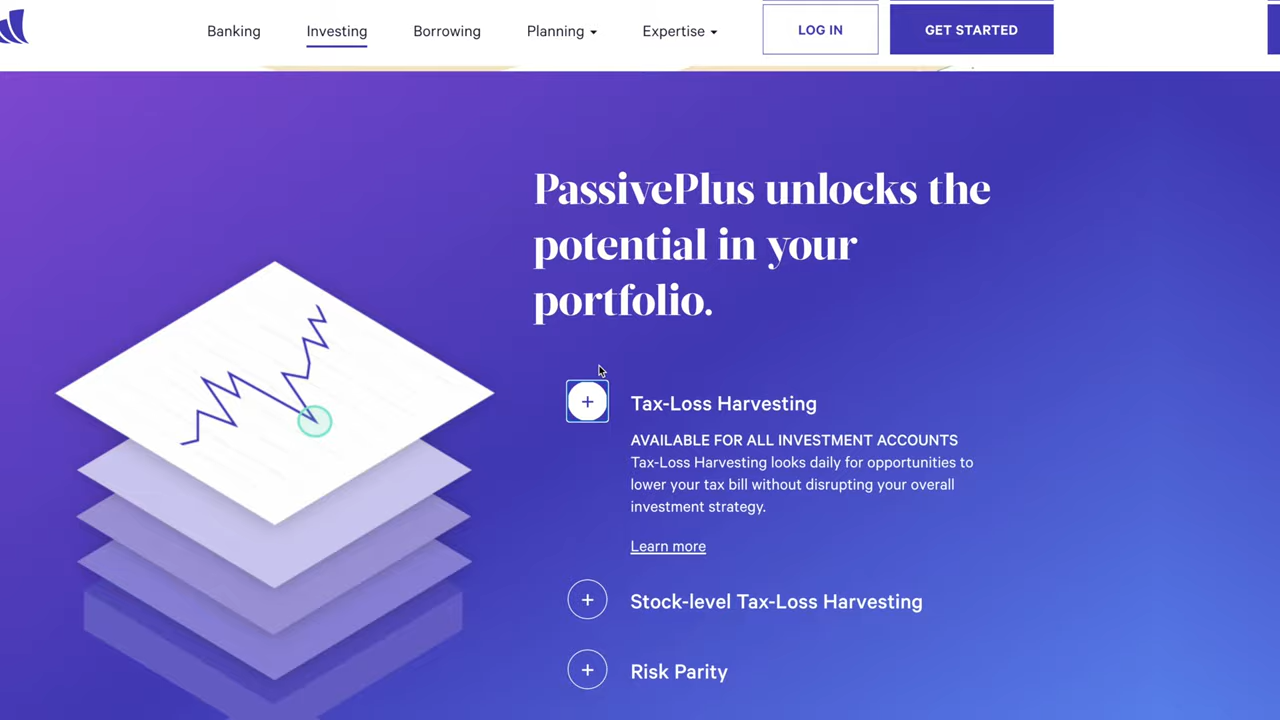 Banking
Investing
Borrowing
Planning
Expertise
LOG IN
GET STARTED
PassivePlus unlocks the
potential in your
portfolio.
Tax-Loss Harvesting
AVAILABLE FOR ALL INVESTMENT ACCOUNTS
Tax-Loss Harvesting looks daily for opportunities to
lower your tax bill without disrupting your overall
investment strategy.
Learn more
Stock-level Tax-Loss Harvesting
Risk Parity